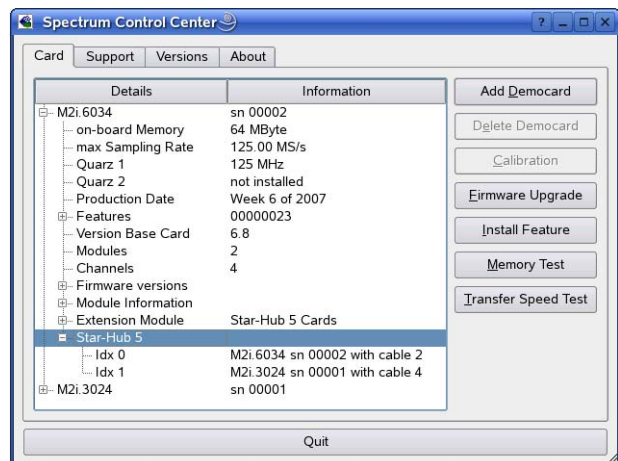 Spectrum Control Center
Card Support Versions About
Details Information
M2i.6034 sn 00002
on-board Memory 64 MByte
max Sampling Rate 125.00 MS/s
Quarz 1 125 MHz
Quarz 2 not installed
Production Date Week 6 of 2007
Features 00000023
Version Base Card 6.8
Modules 2
Channels 4
Firmware versions
Module Information
Extension Module Star-Hub 5 Cards
Star-Hub 5
Idx 0 M2i.6034 sn 00002 with cable 2
Idx 1 M2i.3024 sn 00001 with cable 4
M2i.3024 sn 00001
Add Democard
Delete Democard
Calibration
Firmware Upgrade
Install Feature
Memory Test
Transfer Speed Test
Quit